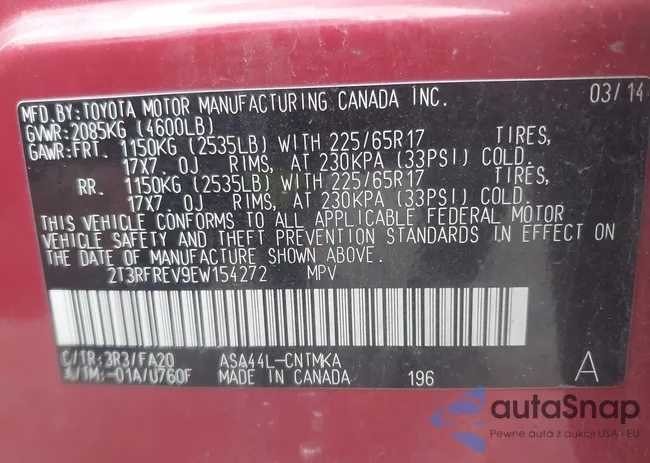 MFD.BY:TOYOTA MOTOR MANUFACTURING CANADA INC. 03/14
GVWR:2085KG (4600LB)
GAWR:FRT. 1150KG (2535LB) WITH 225/65R17 TIRES,
17X7.0J RIMS, AT 230KPA (33PSI) COLD.
RR. 1150KG (2535LB) WITH 225/65R17 TIRES,
17X7.0J RIMS, AT 230KPA (33PSI) COLD.
THIS VEHICLE CONFORMS TO ALL APPLICABLE FEDERAL MOTOR
VEHICLE SAFETY AND THEFT PREVENTION STANDARDS IN EFFECT ON
THE DATE OF MANUFACTURE SHOWN ABOVE.
2T3RFREV9EW154272 MPV
C/TR:3R3/FA20 ASA44L-CNTMKA
A/TM:-01A/U760F MADE IN CANADA 196 A
autaSnap
Pewne auta z aukcji USA i EU